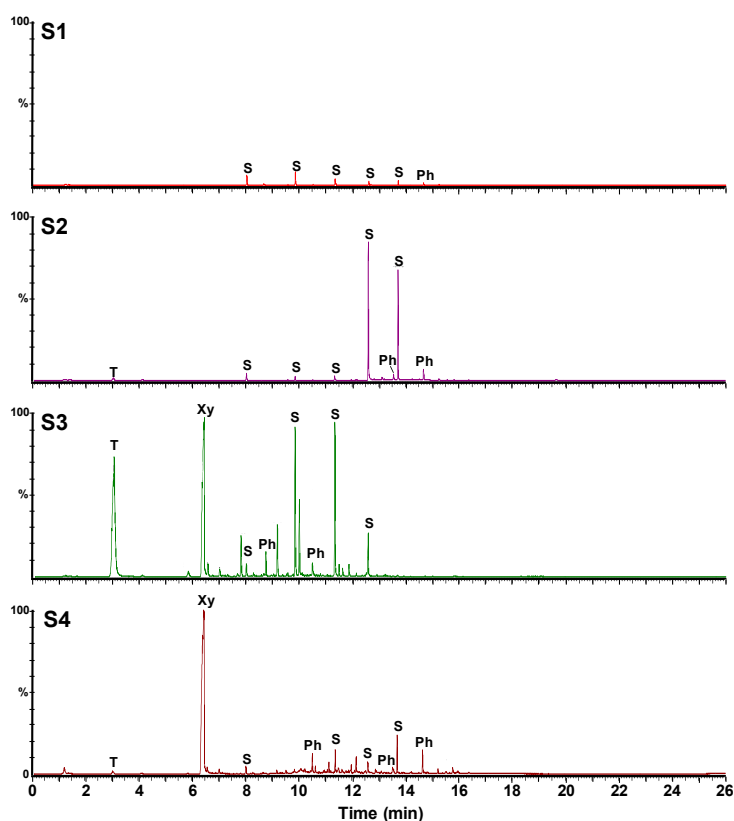 100
S1
%
S S S S S Ph
100
S2
%
T S S S S Ph S Ph
100
S3
%
T Xy S Ph S Ph S S
100
S4
%
0
T Xy S Ph S S Ph S Ph
0 2 4 6 8 10 12 14 16 18 20 22 24 26
Time (min)